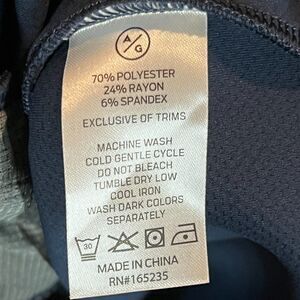 A/G
70% POLYESTER
24% RAYON
6% SPANDEX
EXCLUSIVE OF TRIMS
MACHINE WASH
COLD GENTLE CYCLE
DO NOT BLEACH
TUMBLE DRY LOW
COOL IRON
WASH DARK COLORS
SEPARATELY
30
MADE IN CHINA
RN#165235